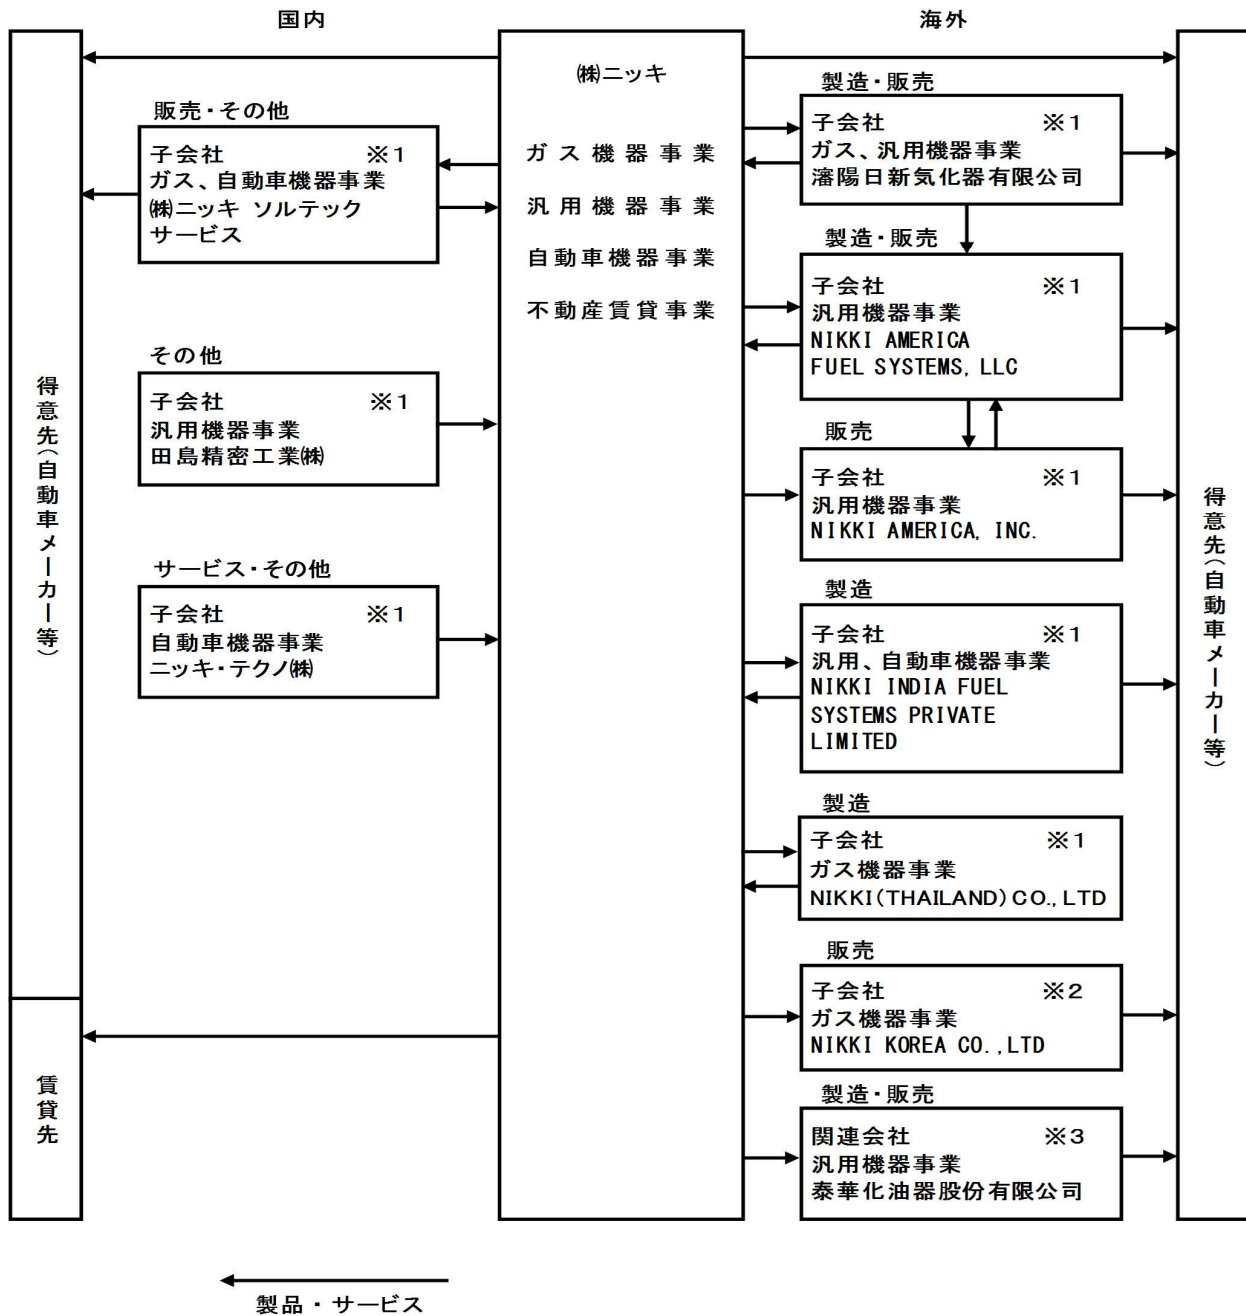 国内
海外
㈱ニッキ
ガス機器事業
汎用機器事業
自動車機器事業
不動産賃貸事業
得意先（自動車メーカー等）
賃貸先
販売・その他
子会社 ※1
ガス、自動車機器事業
㈱ニッキ ソルテック
サービス
その他
子会社 ※1
汎用機器事業
田島精密工業㈱
サービス・その他
子会社 ※1
自動車機器事業
ニッキ・テクノ㈱
製造・販売
子会社 ※1
ガス、汎用機器事業
瀋陽日新気化器有限公司
製造・販売
子会社 ※1
汎用機器事業
NIKKI AMERICA
FUEL SYSTEMS, LLC
販売
子会社 ※1
汎用機器事業
NIKKI AMERICA, INC.
製造
子会社 ※1
汎用、自動車機器事業
NIKKI INDIA FUEL
SYSTEMS PRIVATE
LIMITED
製造
子会社 ※1
ガス機器事業
NIKKI(THAILAND)CO.,LTD
販売
子会社 ※2
ガス機器事業
NIKKI KOREA CO.,LTD
製造・販売
関連会社 ※3
汎用機器事業
泰華化油器股份有限公司
得意先（自動車メーカー等）
製品・サービス